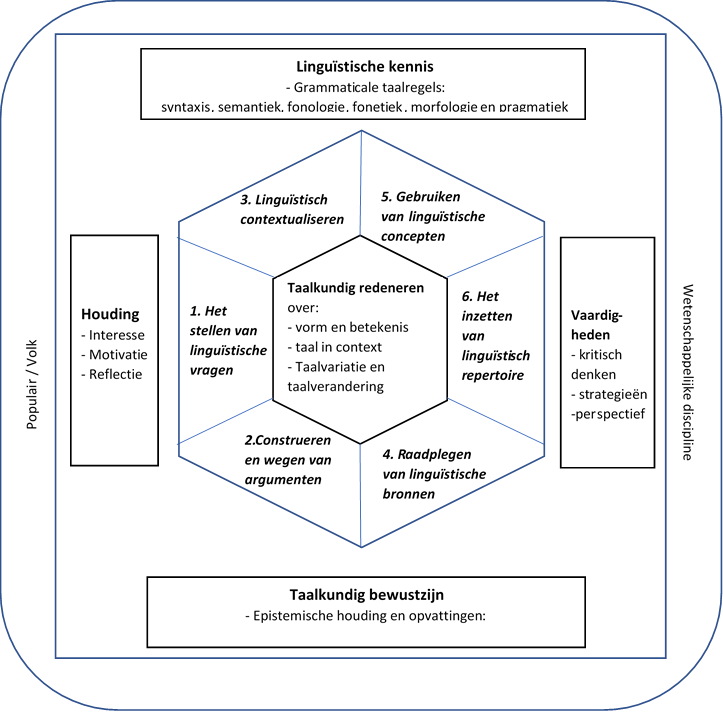 Linguïstische kennis
- Grammaticale taalregels:
syntaxis, semantiek, fonologie, fonetiek, morfologie en pragmatiek
3. Linguïstisch
contextualiseren
5. Gebruiken
van linguïstische
concepten
Populair / Volk
Houding
- Interesse
- Motivatie
- Reflectie
1. Het
stellen van
linguïstische
vragen
Taalkundig redeneren
over:
- vorm en betekenis
- taal in context
- Taalvariatie en
taalverandering
6. Het
inzetten
van
linguïstisch
repertoire
Vaardig-
heden
- kritisch
denken
- strategieën
-perspectief
Wetenschappelijke discipline
2.Construeren
en wegen van
argumenten
4. Raadplegen
van linguïstische
bronnen
Taalkundig bewustzijn
- Epistemische houding en opvattingen: